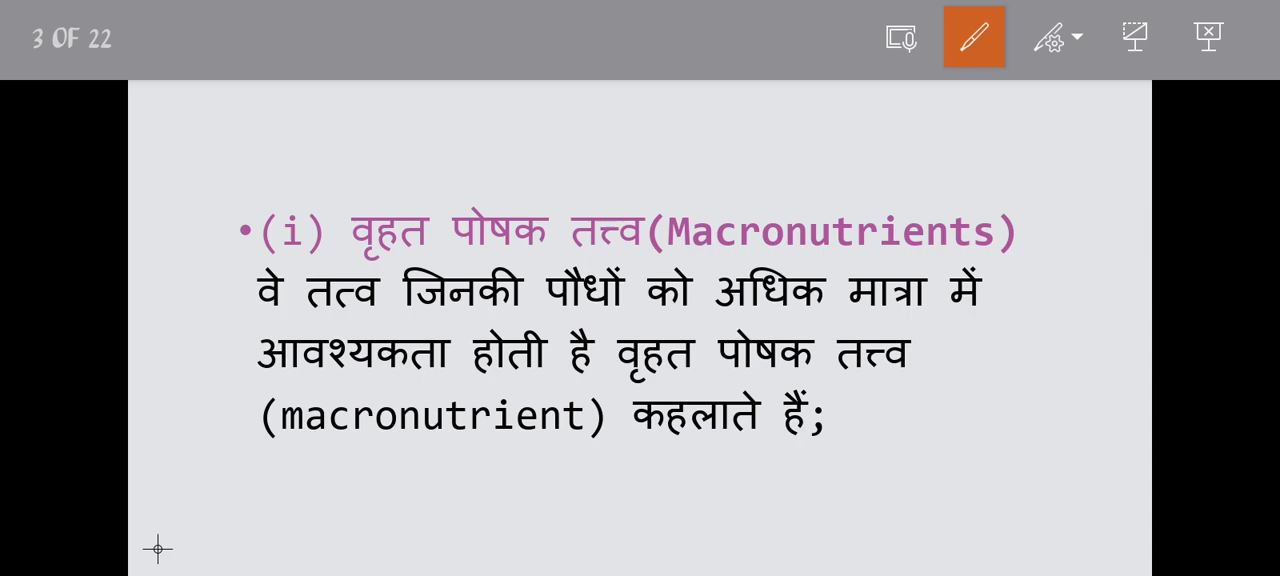 3 OF 22
•(i) वृहत पोषक तत्त्व(Macronutrients)
वे तत्व जिनकी पौधों को अधिक मात्रा में
आवश्यकता होती है वृहत पोषक तत्त्व
(macronutrient) कहलाते हैं;